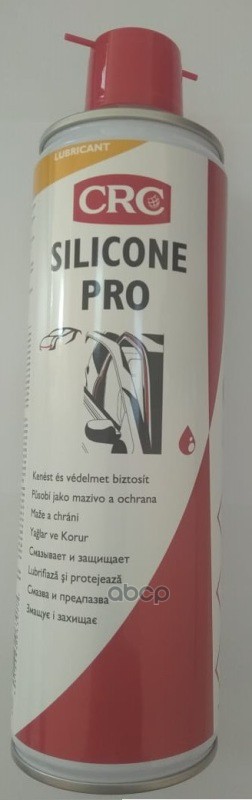 LUBRICANT
CRC
SILICONE
PRO
Kenést és védelmet biztosít
Působí jako mazivo a ochrana
Maže a chráni
Yağlar ve Korur
Смазывает и защищает
Lubrifiază şi protejează
Смазва и предпазва
Змащує і захищає
abcp